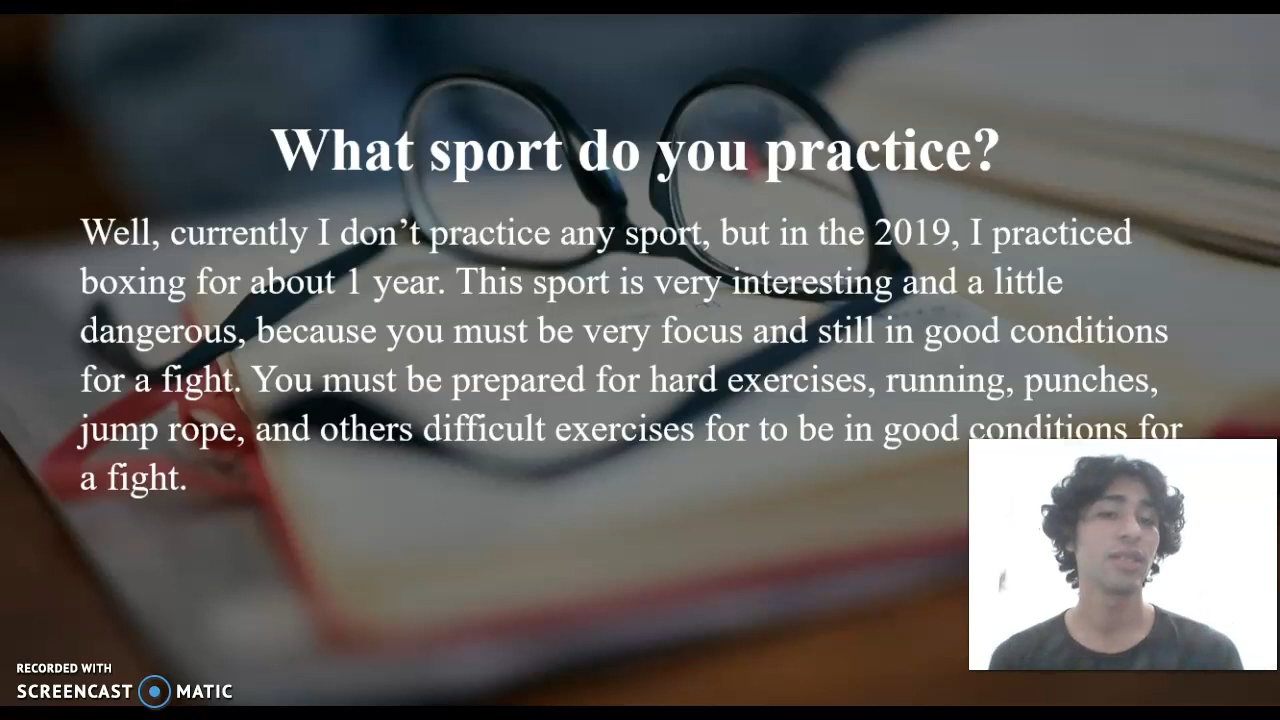 What sport do you practice?
Well, currently I don’t practice any sport, but in the 2019, I practiced
boxing for about 1 year. This sport is very interesting and a little
dangerous, because you must be very focus and still in good conditions
for a fight. You must be prepared for hard exercises, running, punches,
jump rope, and others difficult exercises for to be in good conditions for
a fight.
RECORDED WITH
SCREENCAST MATIC